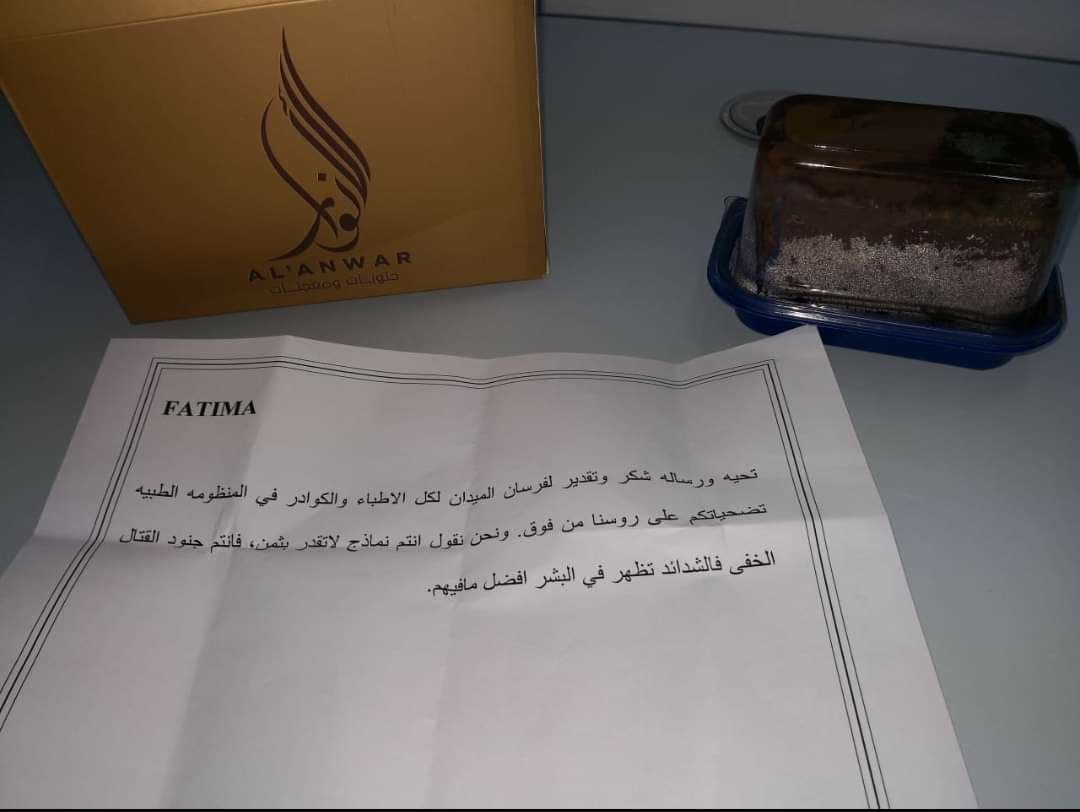 الأنوار
AL'ANWAR
حلويات ومعجنات
FATIMA
تحيه ورساله شكر وتقدير لفرسان الميدان لكل الاطباء والكوادر في المنظومه الطبيه
تضحياتكم على روسنا من فوق. ونحن نقول انتم نماذج لاتقدر بثمن، فأنتم جنود القتال
الخفى فالشدائد تظهر في البشر افضل مافيهم.